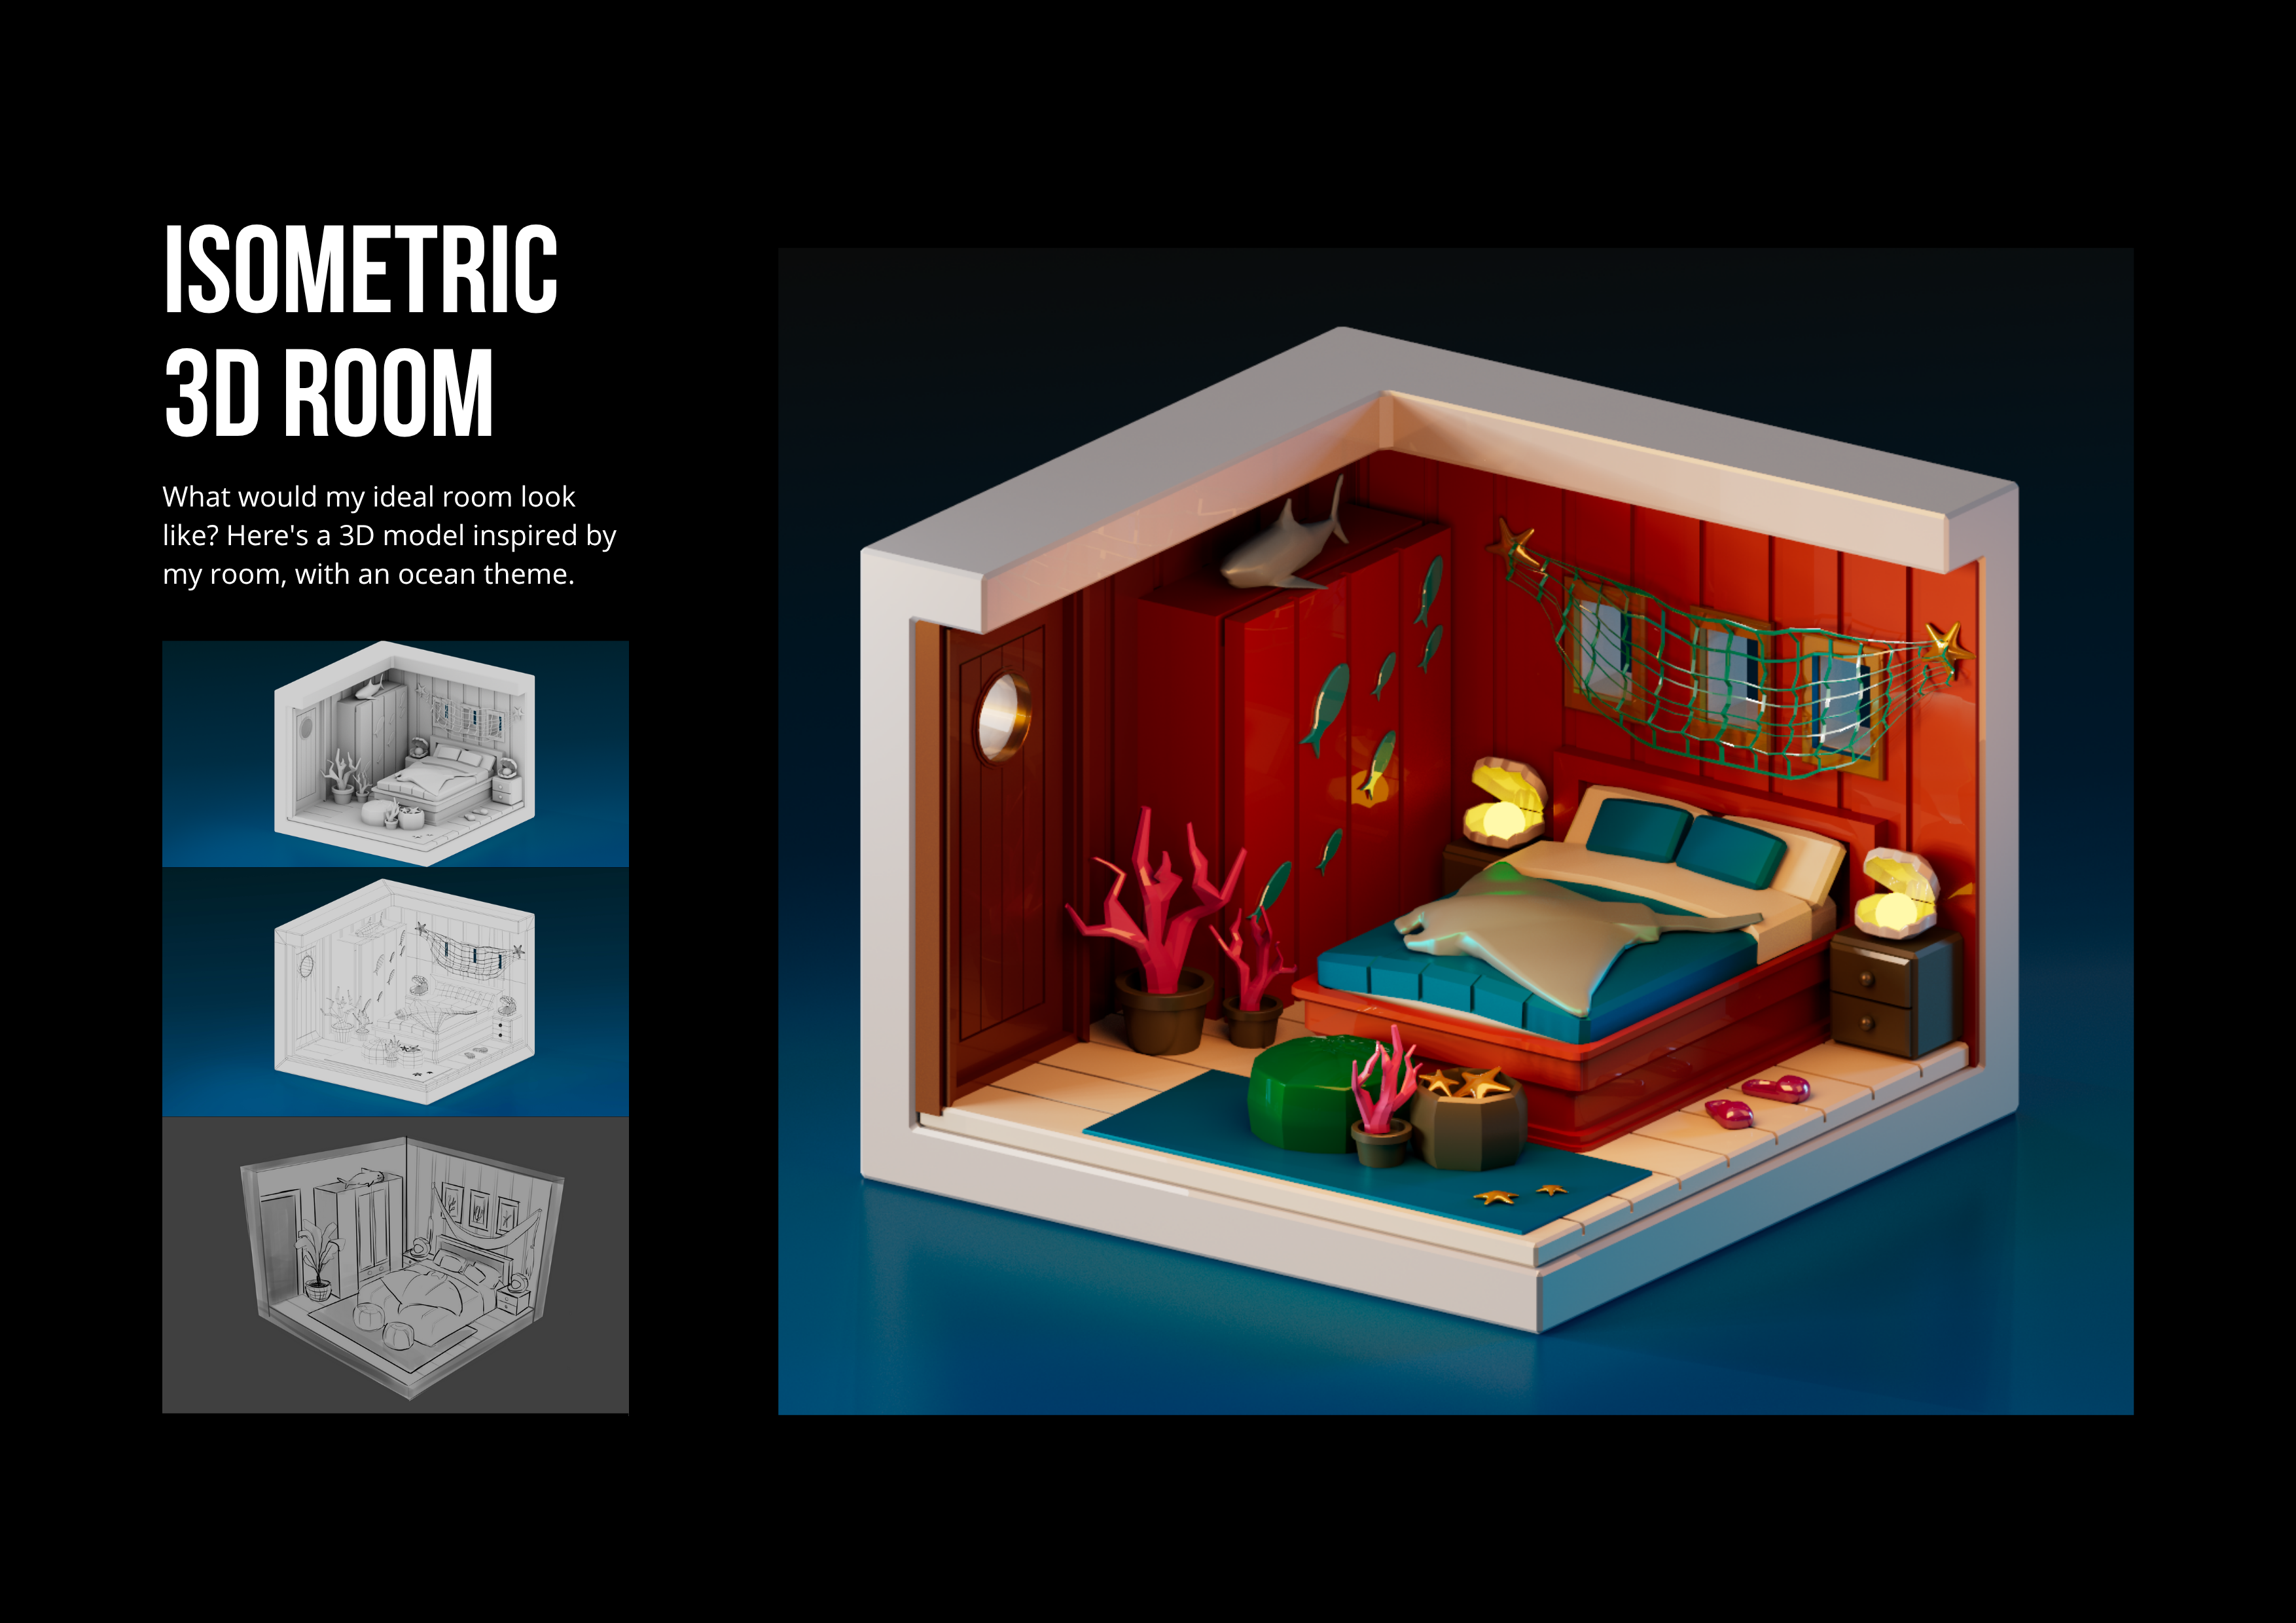 ISOMETRIC
3D ROOM
What would my ideal room look
like? Here's a 3D model inspired by
my room, with an ocean theme.